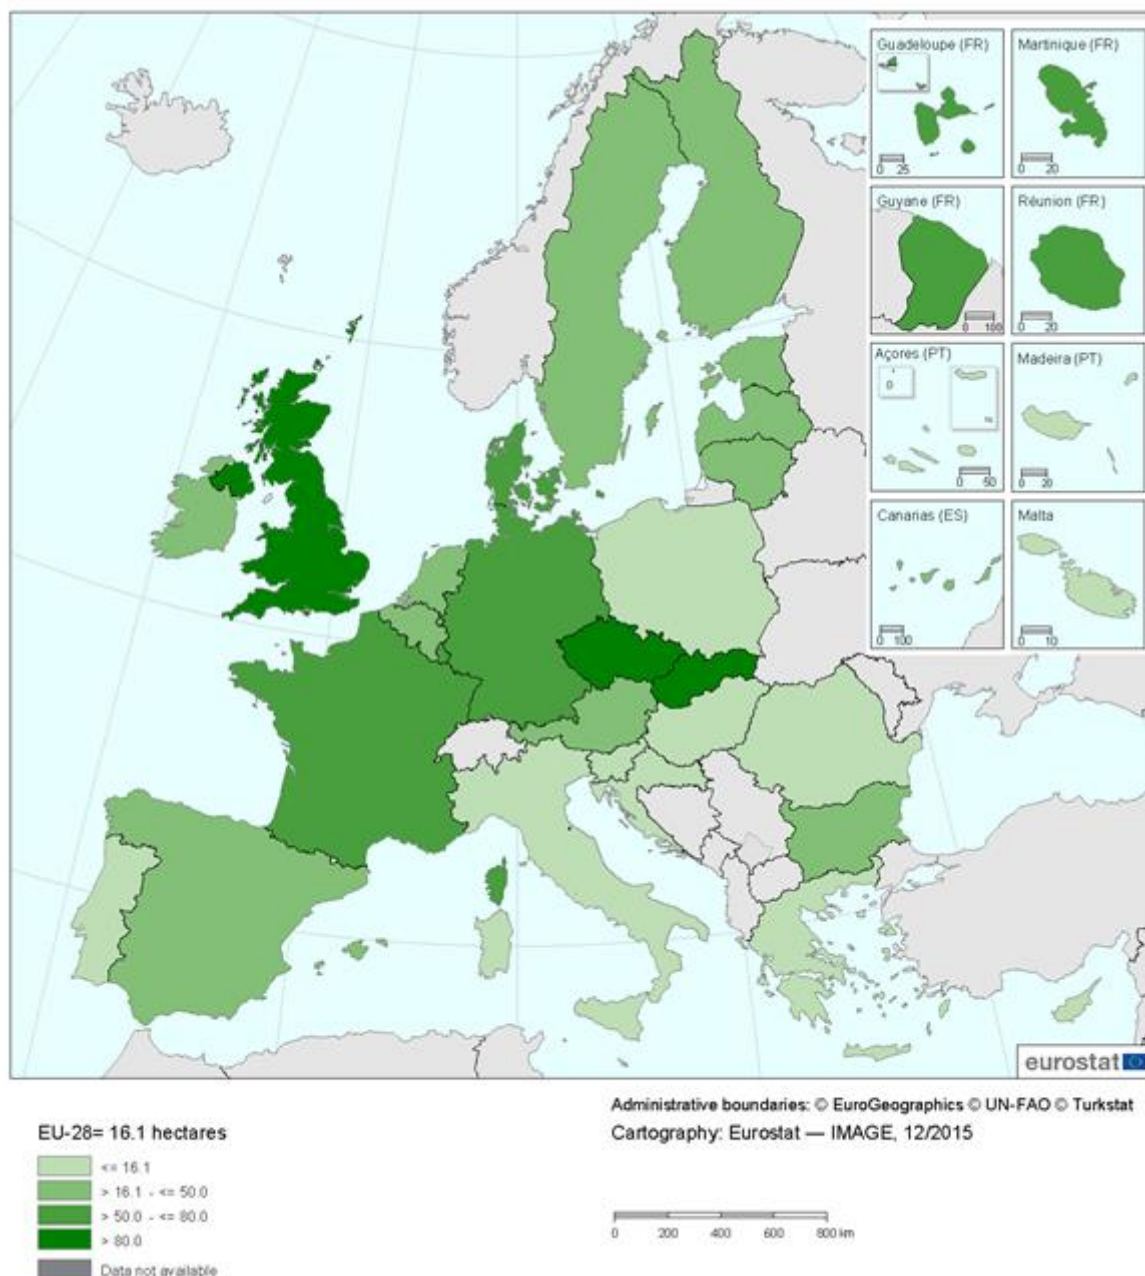 Guadeloupe (FR)
0 25
Martinique (FR)
0 20
Guyane (FR)
0 100
Réunion (FR)
0 20
Açores (PT)
0
0 50
Madeira (PT)
0 20
Canarias (ES)
0 100
Malta
0 10
eurostat
Administrative boundaries: © EuroGeographics © UN-FAO © Turkstat
Cartography: Eurostat — IMAGE, 12/2015
EU-28= 16.1 hectares
<= 16.1
> 16.1 - <= 50.0
> 50.0 - <= 80.0
> 80.0
Data not available
0 200 400 600 800 km